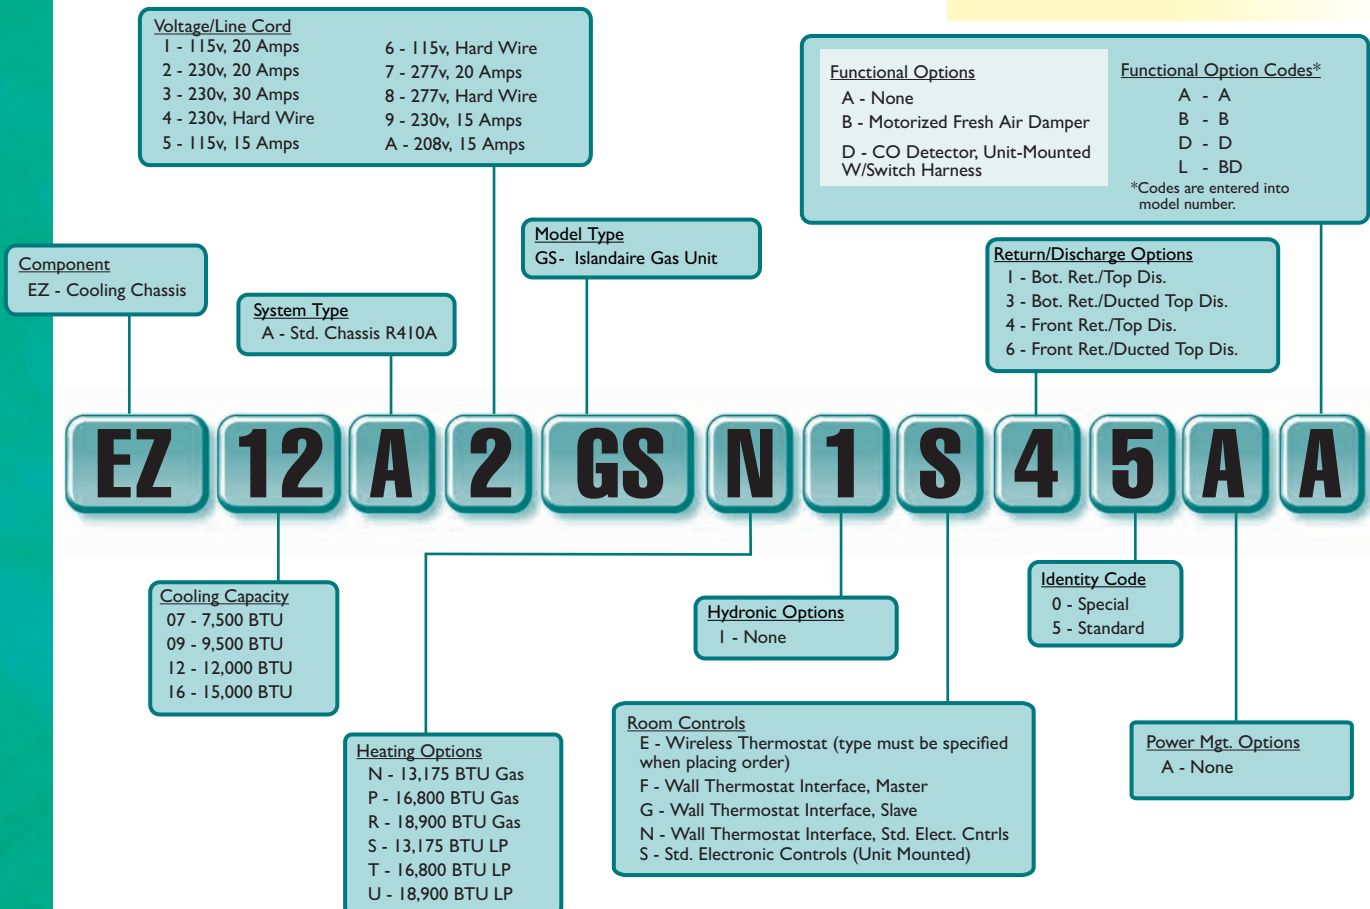 Voltage/Line Cord
1 - 115v, 20 Amps
2 - 230v, 20 Amps
3 - 230v, 30 Amps
4 - 230v, Hard Wire
5 - 115v, 15 Amps
6 - 115v, Hard Wire
7 - 277v, 20 Amps
8 - 277v, Hard Wire
9 - 230v, 15 Amps
A - 208v, 15 Amps
Functional Options
A - None
B - Motorized Fresh Air Damper
D - CO Detector, Unit-Mounted
W/Switch Harness
Functional Option Codes*
A - A
B - B
D - D
L - BD
*Codes are entered into
model number.
Component
EZ - Cooling Chassis
System Type
A - Std. Chassis R410A
Model Type
GS- Islandaire Gas Unit
Return/Discharge Options
1 - Bot. Ret./Top Dis.
3 - Bot. Ret./Ducted Top Dis.
4 - Front Ret./Top Dis.
6 - Front Ret./Ducted Top Dis.
EZ 12 A 2 GS N 1 S 4 5 A A
Cooling Capacity
07 - 7,500 BTU
09 - 9,500 BTU
12 - 12,000 BTU
16 - 15,000 BTU
Heating Options
N - 13,175 BTU Gas
P - 16,800 BTU Gas
R - 18,900 BTU Gas
S - 13,175 BTU LP
T - 16,800 BTU LP
U - 18,900 BTU LP
Hydronic Options
1 - None
Room Controls
E - Wireless Thermostat (type must be specified
when placing order)
F - Wall Thermostat Interface, Master
G - Wall Thermostat Interface, Slave
N - Wall Thermostat Interface, Std. Elect. Cntrls
S - Std. Electronic Controls (Unit Mounted)
Identity Code
0 - Special
5 - Standard
Power Mgt. Options
A - None